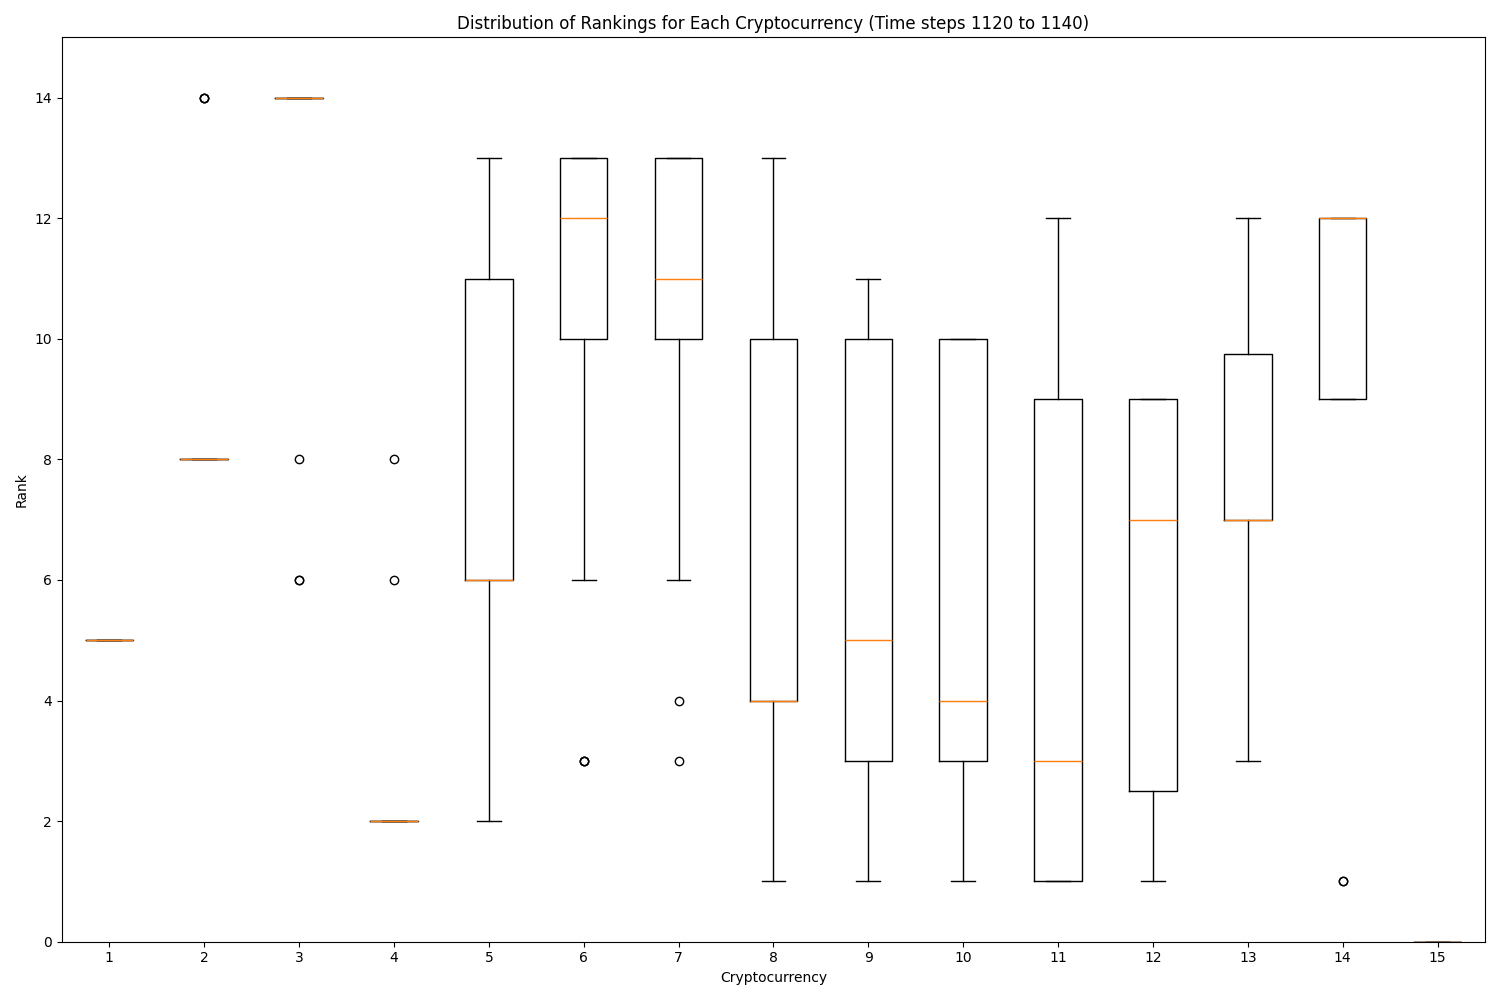 Distribution of Rankings for Each Cryptocurrency (Time steps 1120 to 1140)
14
12
10
8
6
4
2
0
Rank
1 2 3 4 5 6 7 8 9 10 11 12 13 14 15
Cryptocurrency